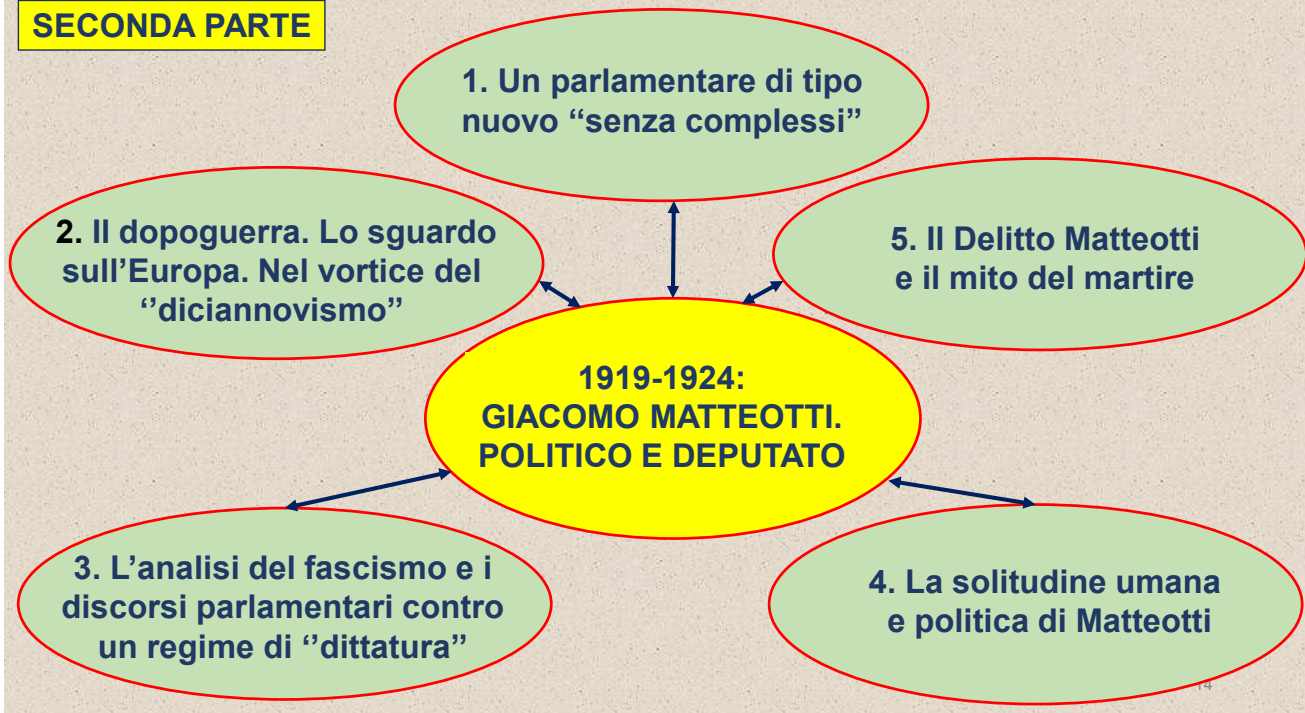 SECONDA PARTE
1. Un parlamentare di tipo
nuovo ‘‘senza complessi’’
2. Il dopoguerra. Lo sguardo
sull’Europa. Nel vortice del
‘’diciannovismo’’
5. Il Delitto Matteotti
e il mito del martire
1919-1924:
GIACOMO MATTEOTTI.
POLITICO E DEPUTATO
3. L’analisi del fascismo e i
discorsi parlamentari contro
un regime di ‘’dittatura’’
4. La solitudine umana
e politica di Matteotti
14